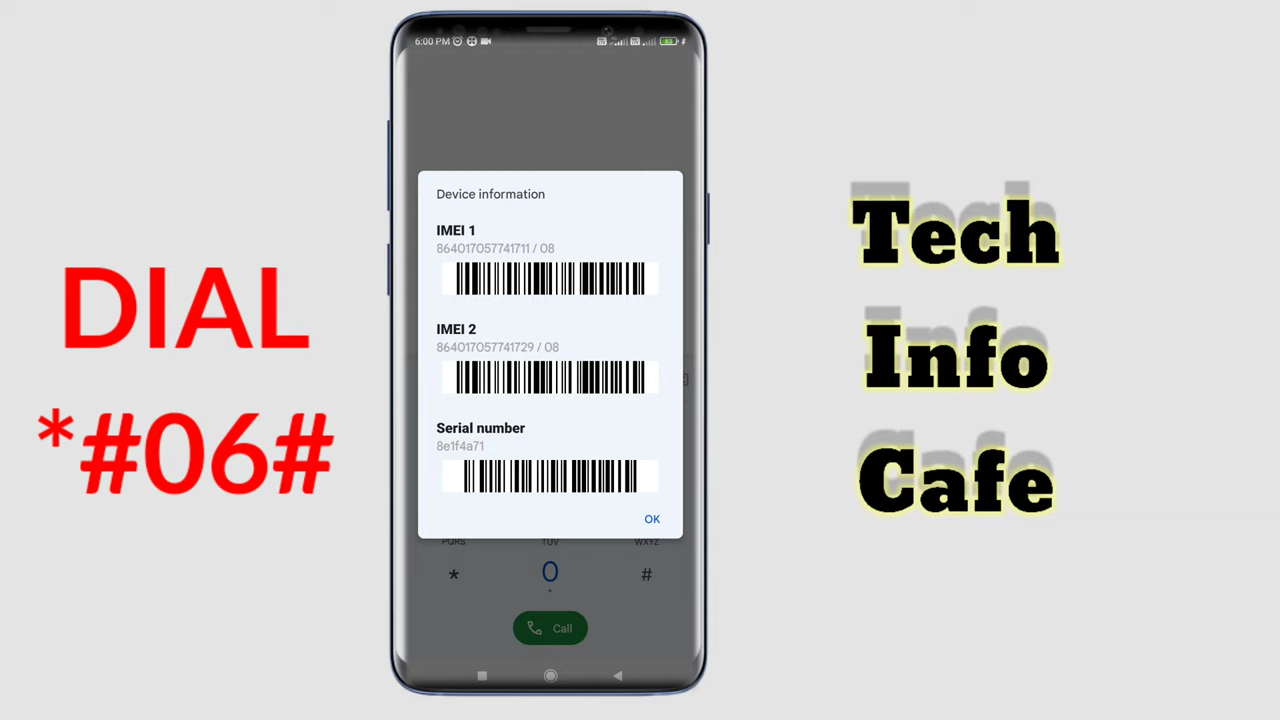 DIAL
*#06#
6:00 PM
Device information
IMEI 1
864017057741711 / 08
IMEI 2
864017057741729 / 08
Serial number
8e1f4a71
OK
PQRS TUV WXYZ
* 0 #
+
Call
Tech
Info
Cafe